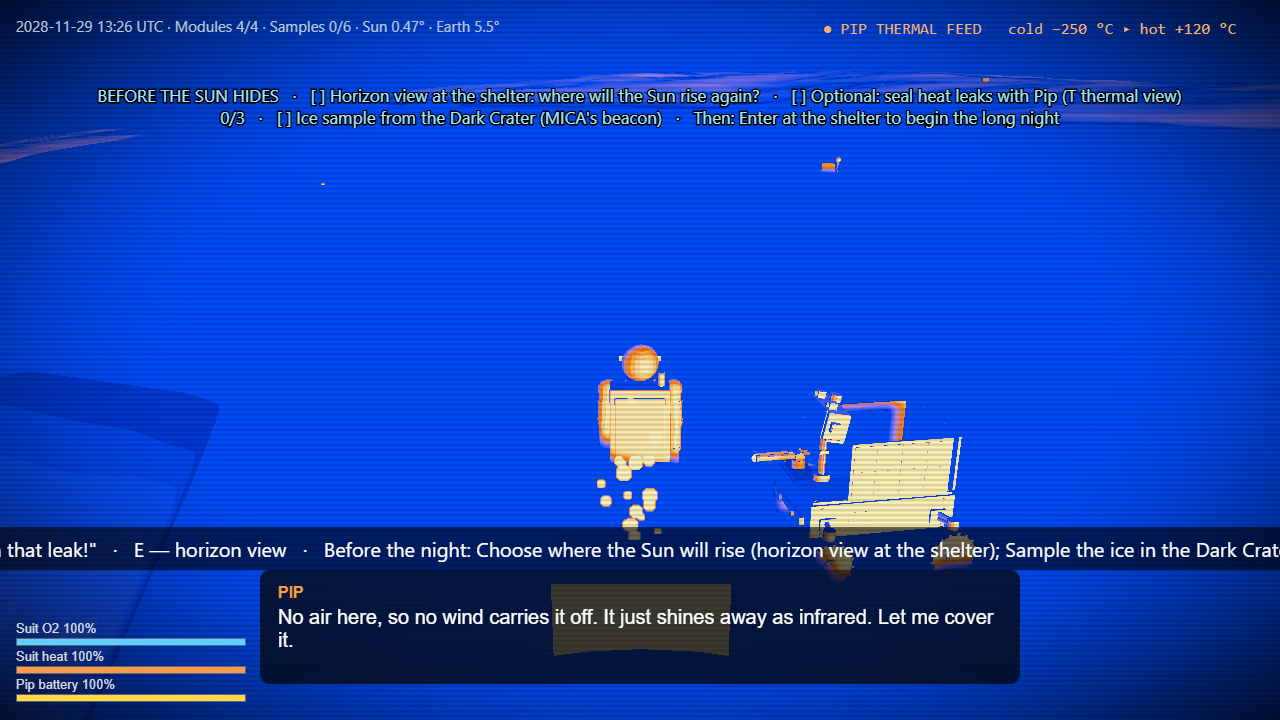 2028-11-29 13:26 UTC · Modules 4/4 · Samples 0/6 · Sun 0.47° · Earth 5.5°
● PIP THERMAL FEED cold −250 °C ▸ hot +120 °C
BEFORE THE SUN HIDES · [ ] Horizon view at the shelter: where will the Sun rise again? · [ ] Optional: seal heat leaks with Pip (T thermal view)
0/3 · [ ] Ice sample from the Dark Crater (MICA's beacon) · Then: Enter at the shelter to begin the long night
that leak!" · E — horizon view · Before the night: Choose where the Sun will rise (horizon view at the shelter); Sample the ice in the Dark
PIP
No air here, so no wind carries it off. It just shines away as infrared. Let me cover
it.
Suit O2 100%
Suit heat 100%
Pip battery 100%